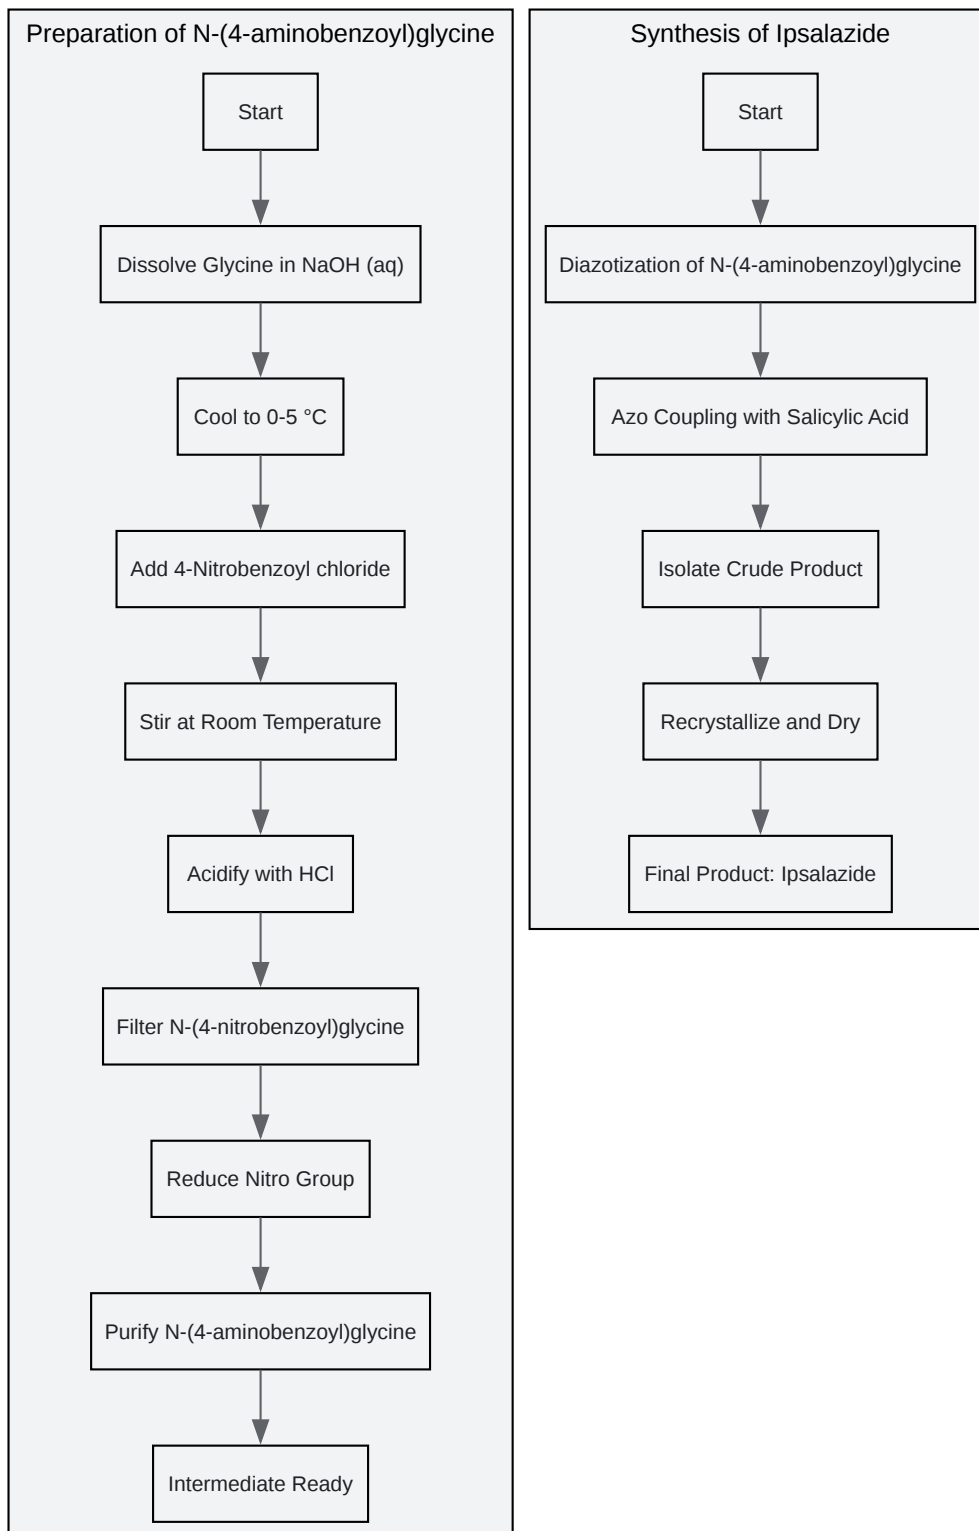 Preparation of N-(4-aminobenzoyl)glycine
Start
Dissolve Glycine in NaOH (aq)
Cool to 0-5 °C
Add 4-Nitrobenzoyl chloride
Stir at Room Temperature
Acidify with HCl
Filter N-(4-nitrobenzoyl)glycine
Reduce Nitro Group
Purify N-(4-aminobenzoyl)glycine
Intermediate Ready
Synthesis of Ipsalazide
Start
Diazotization of N-(4-aminobenzoyl)glycine
Azo Coupling with Salicylic Acid
Isolate Crude Product
Recrystallize and Dry
Final Product: Ipsalazide